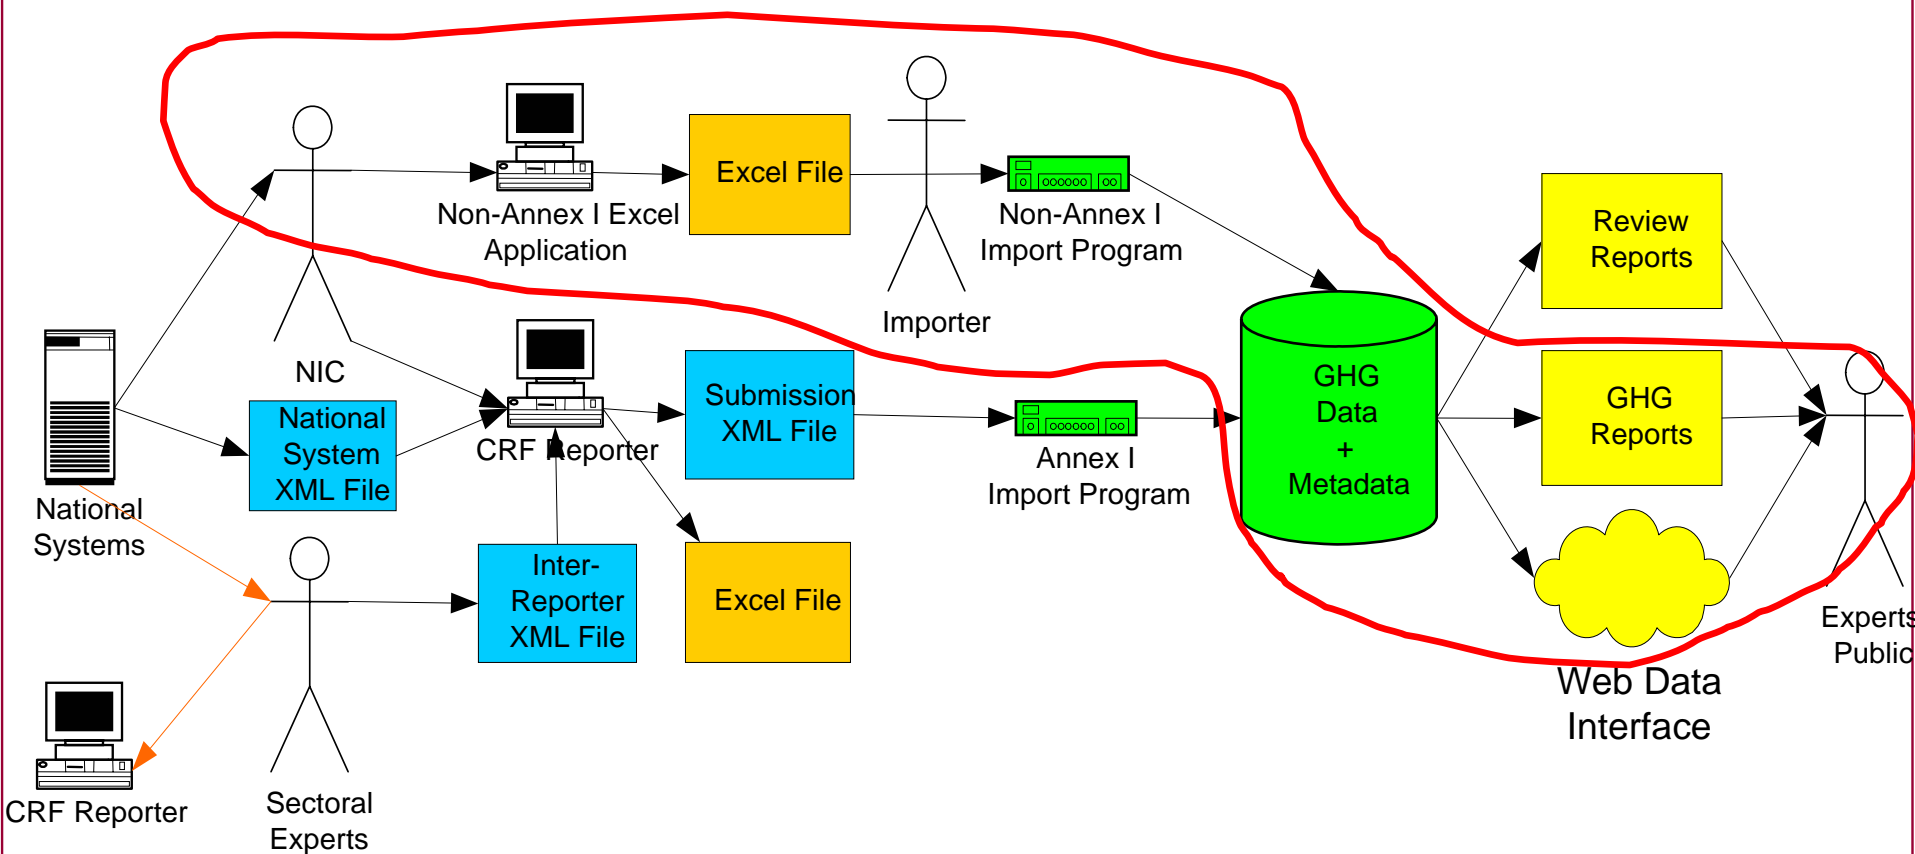 Excel File
Non-Annex I Excel
Application
Non-Annex I
Import Program
Importer
Review
Reports
NIC
National
System
XML File
CRF Reporter
Submission
XML File
Annex I
Import Program
GHG
Data
+
Metadata
GHG
Reports
National
Systems
Inter-
Reporter
XML File
Excel File
Experts
Public
Web Data
Interface
CRF Reporter
Sectoral
Experts